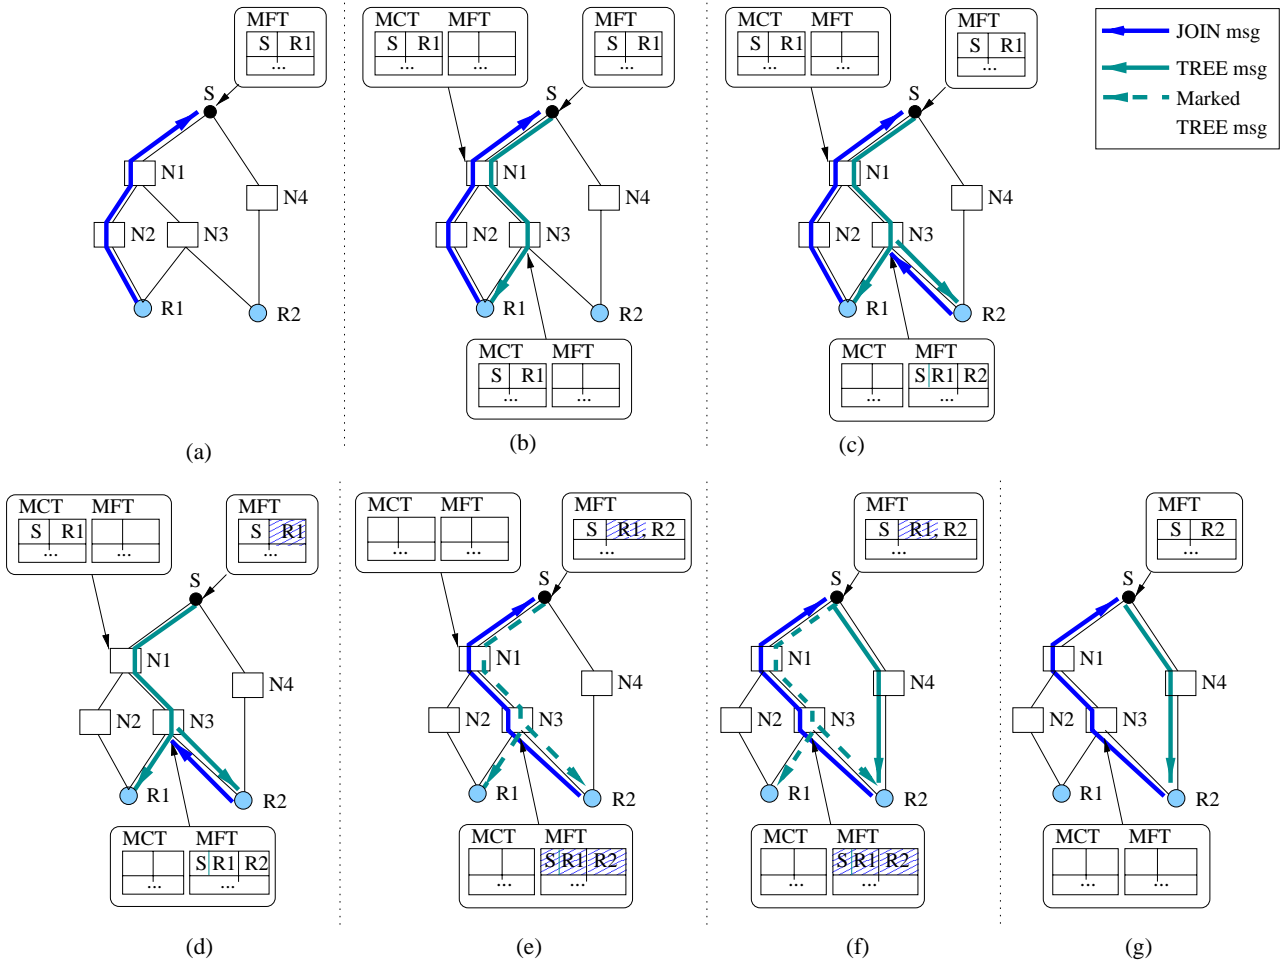 MFT
S R1
...
S
N1
N2 N3
N4
R1
R2
(a)
MCT MFT
S R1
... ...
MFT
S R1
...
S
N1
N2 N3
N4
R1
R2
MCT MFT
S R1
... ...
(b)
MCT MFT
S R1
... ...
MFT
S R1
...
S
N1
N2 N3
N4
R1
R2
MCT MFT
S R1 R2
... ...
(c)
JOIN msg
TREE msg
Marked
TREE msg
MCT MFT
S R1
... ...
MFT
S R1
...
S
N1
N4
N2 N3
R1 R2
MCT MFT
S R1 R2
... ...
(d)
MCT MFT
... ...
MFT
S R1, R2
...
S
N1
N4
N2 N3
R1 R2
MCT MFT
S R1 R2
... ...
(e)
MFT
S R1, R2
...
S
N1
N4
N2 N3
R1 R2
MCT MFT
S R1 R2
... ...
(f)
MFT
S R2
...
S
N1
N4
N2 N3
R1 R2
MCT MFT
... ...
(g)